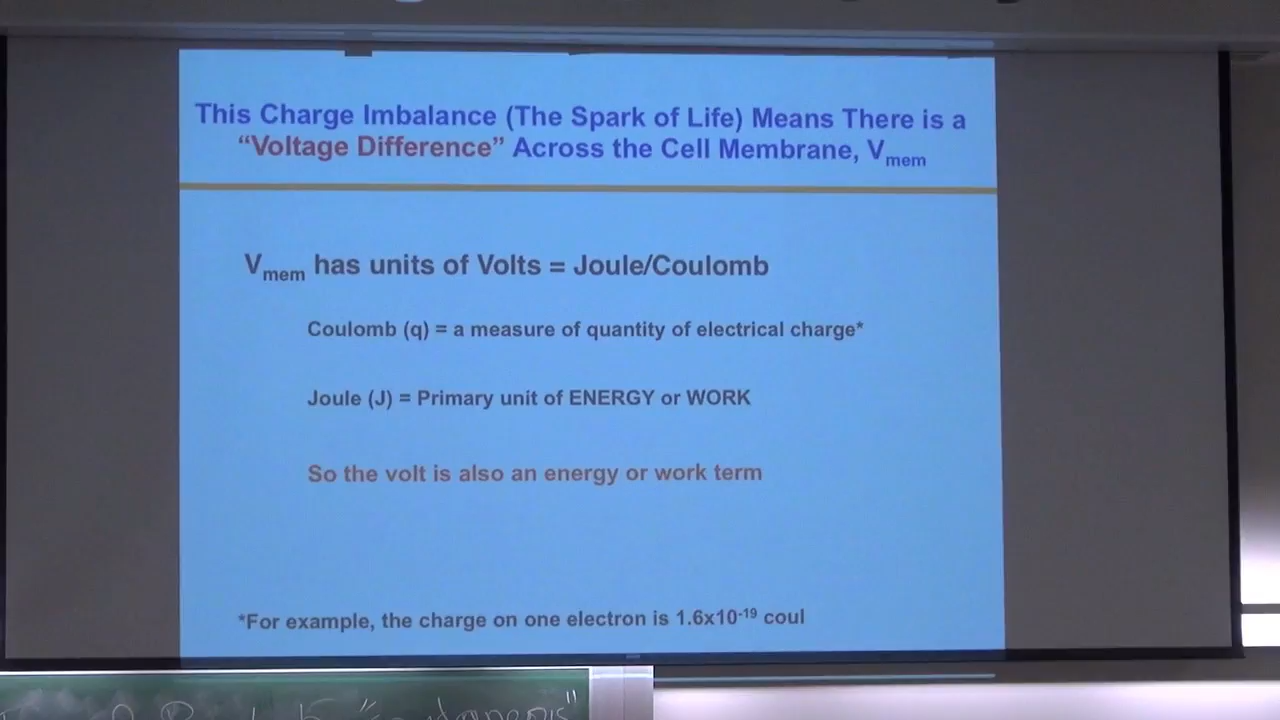 This Charge Imbalance (The Spark of Life) Means There is a
“Voltage Difference” Across the Cell Membrane, Vmem
Vmem has units of Volts = Joule/Coulomb
Coulomb (q) = a measure of quantity of electrical charge*
Joule (J) = Primary unit of ENERGY or WORK
So the volt is also an energy or work term
*For example, the charge on one electron is 1.6x10-19 coul